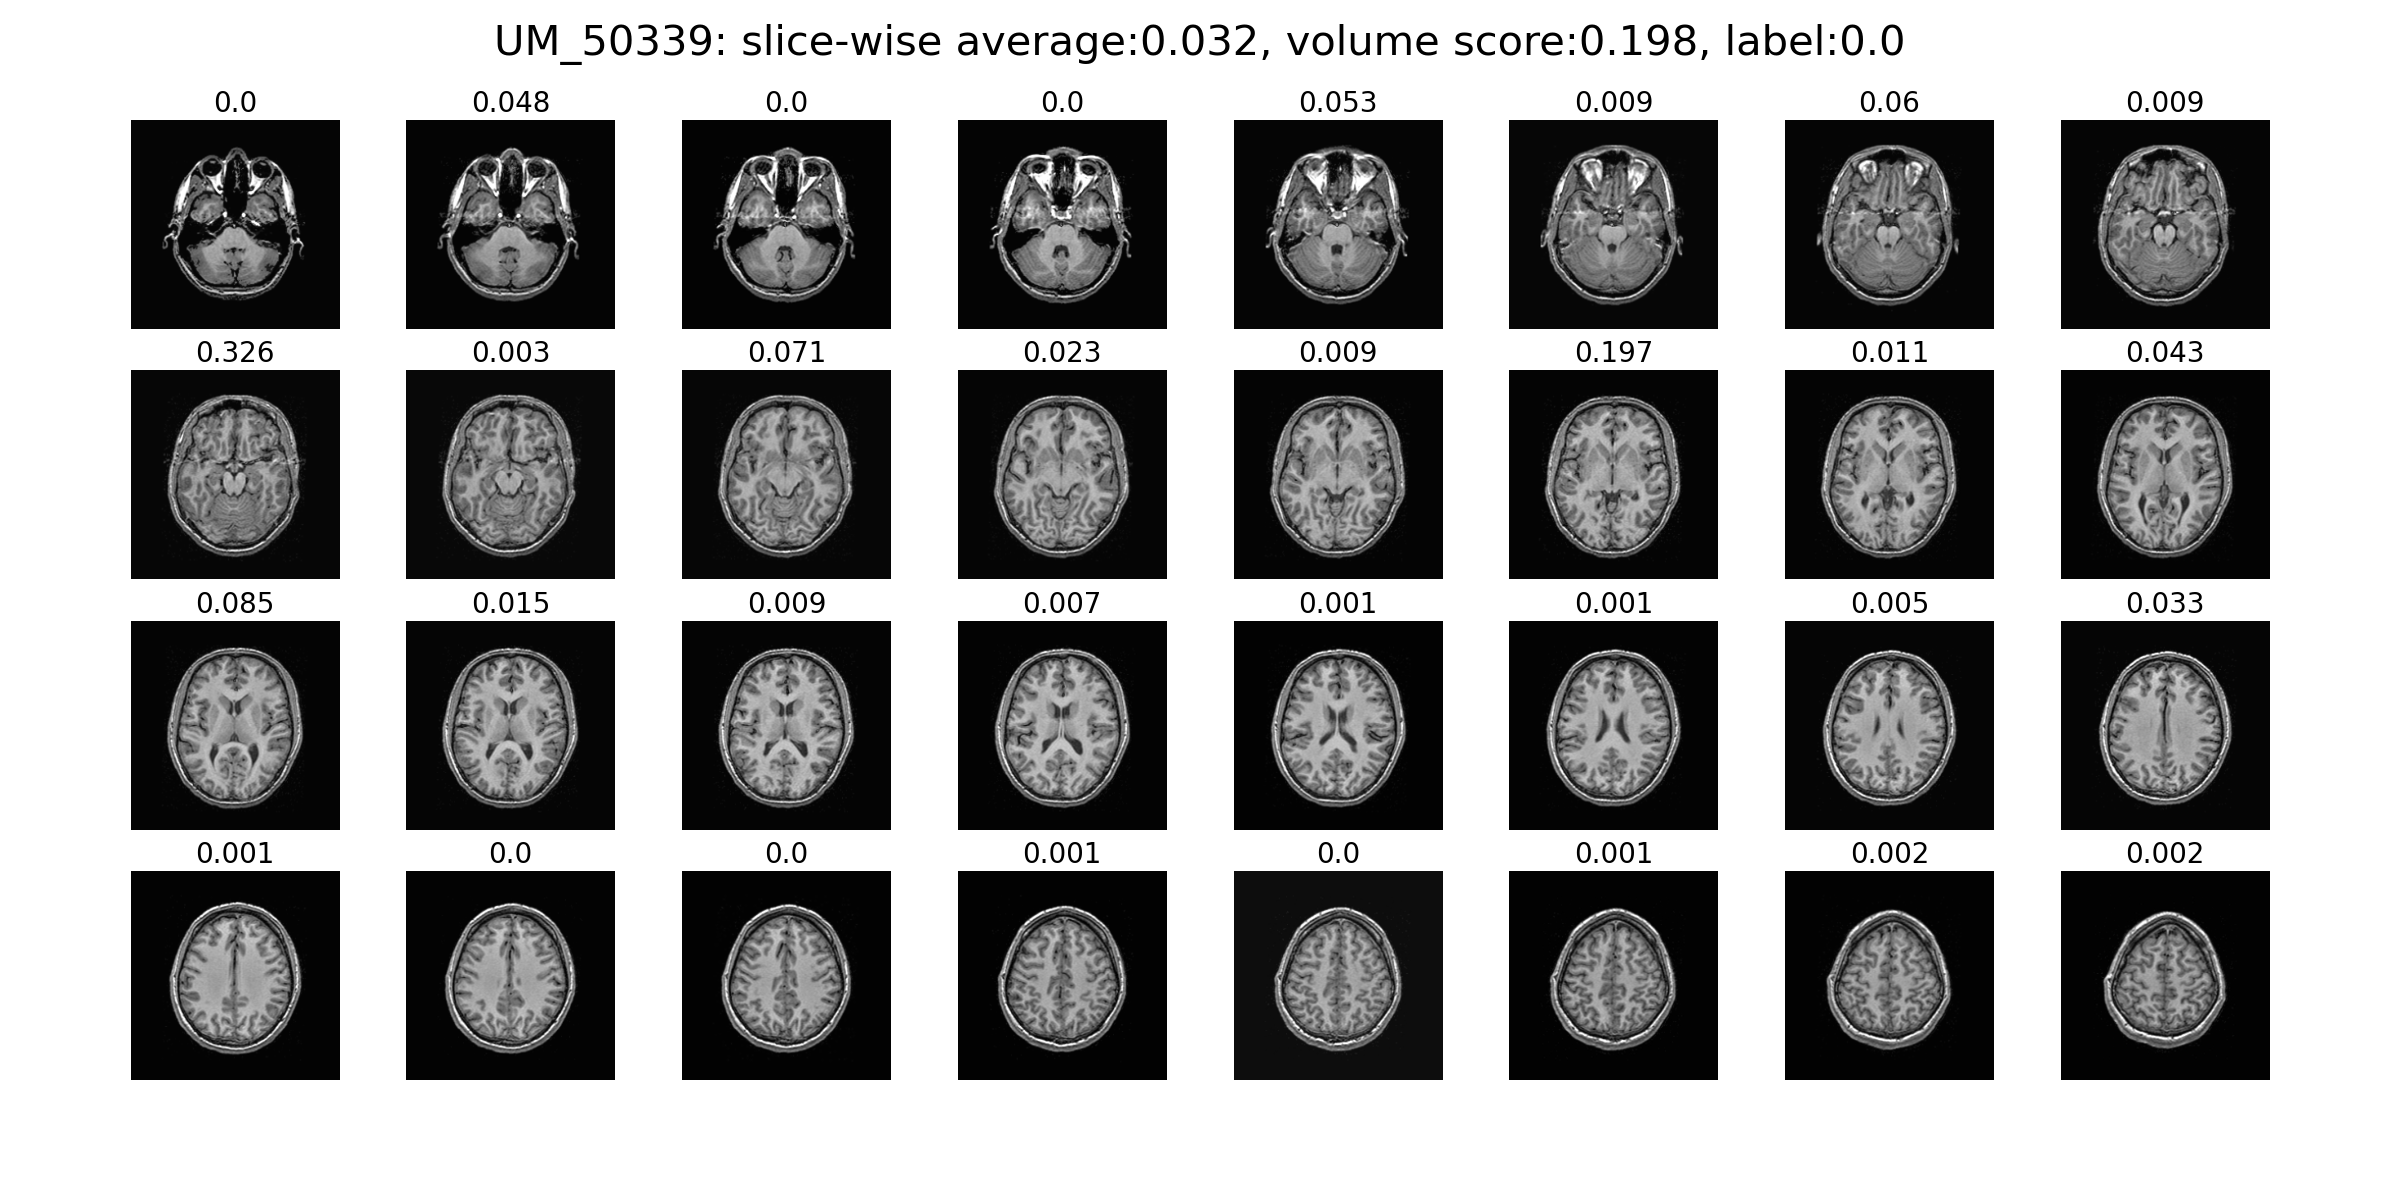 UM_50339: slice-wise average:0.032, volume score:0.198, label:0.0
0.0 0.048 0.0 0.0 0.053 0.009 0.06 0.009
0.326 0.003 0.071 0.023 0.009 0.197 0.011 0.043
0.085 0.015 0.009 0.007 0.001 0.001 0.005 0.033
0.001 0.0 0.0 0.001 0.0 0.001 0.002 0.002